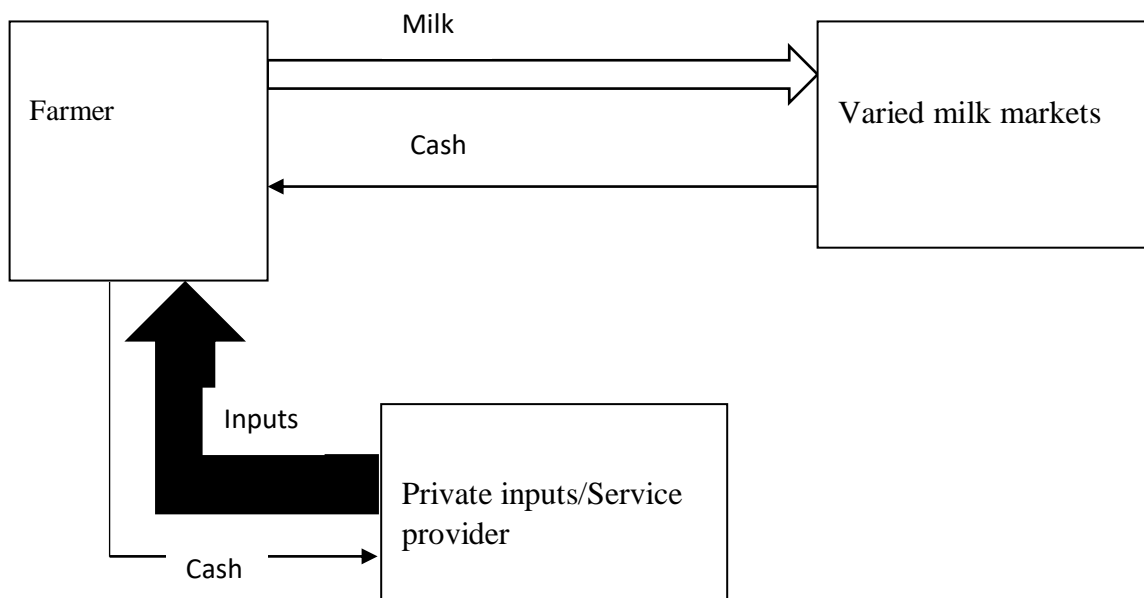 Milk
Farmer
Varied milk markets
Cash
Inputs
Private inputs/Service
provider
Cash